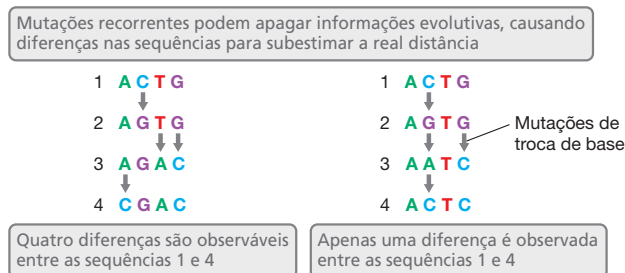 Mutações recorrentes podem apagar informações evolutivas, causando
diferenças nas sequências para subestimar a real distância
1 A C T G
2 A G T G
3 A G A C
4 C G A C
Quatro diferenças são observáveis
entre as sequências 1 e 4
1 A C T G
2 A G T G
3 A A T C
4 A C T C
Mutações de
troca de base
Apenas uma diferença é observada
entre as sequências 1 e 4